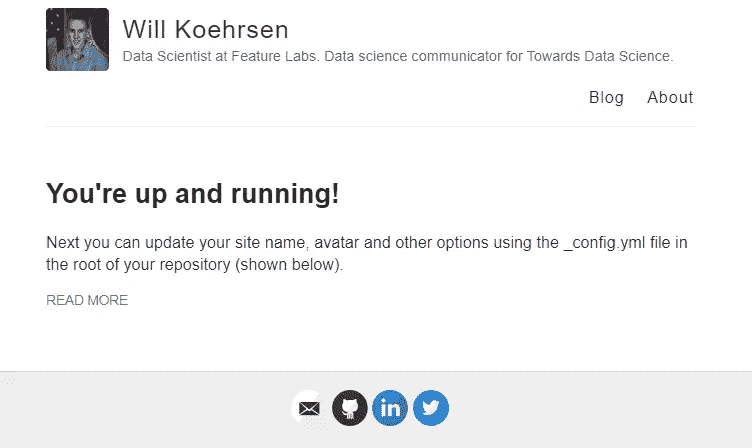 Will Koehrsen
Data Scientist at Feature Labs. Data science communicator for Towards Data Science.
Blog About
You're up and running!
Next you can update your site name, avatar and other options using the _config.yml file in
the root of your repository (shown below).
READ MORE
in